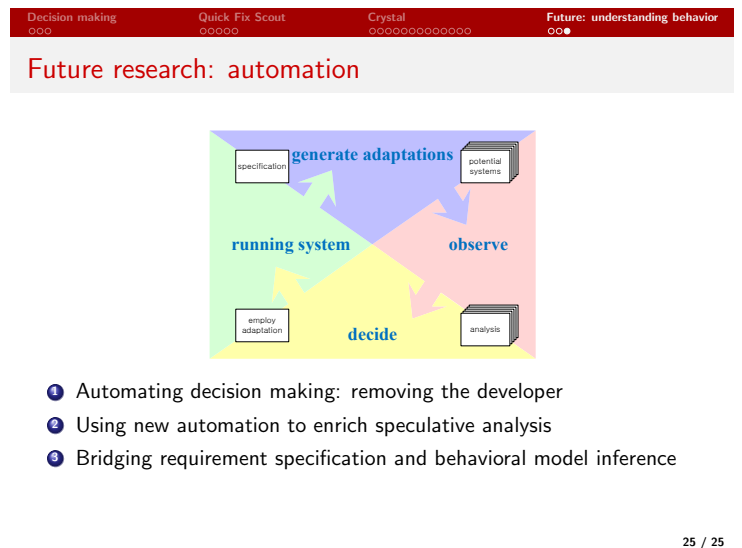 Decision making
Quick Fix Scout
Crystal
Future: understanding behavior
Future research: automation
specification
generate adaptations
potential
systems
running system
observe
employ
adaptation
decide
analysis
1 Automating decision making: removing the developer
2 Using new automation to enrich speculative analysis
3 Bridging requirement specification and behavioral model inference
25 / 25